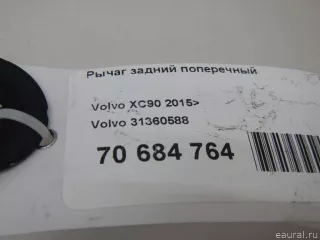 Рычаг задний поперечный
Volvo XC90 2015>
Volvo 31360588
70 684 764
eaural.ru